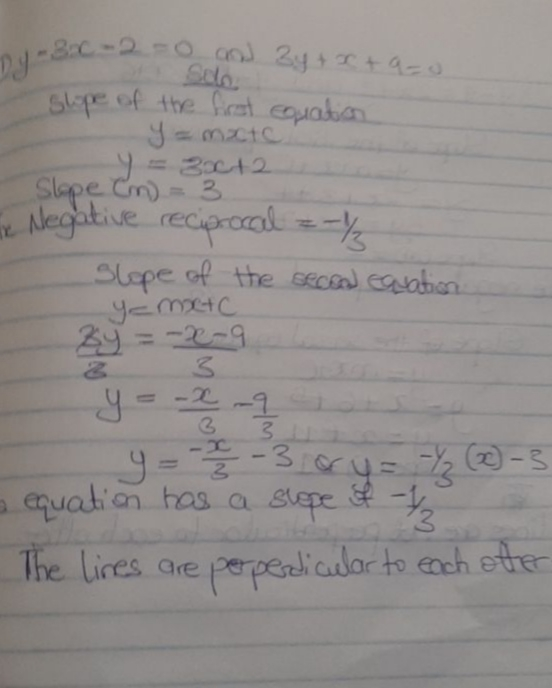 y-3x-2=0 and 3y+x+9=0
Soln
Slope of the first equation
y=mx+c
y=3x+2
Slope (m) = 3
Negative reciprocal = -1/3
Slope of the second equation
y=mx+c
3y/3 = -x-9/3
y = -x/3 - 9/3
y = -x/3 - 3 or y = -1/3 (x) - 3
equation has a slope of -1/3
The lines are perpendicular to each other